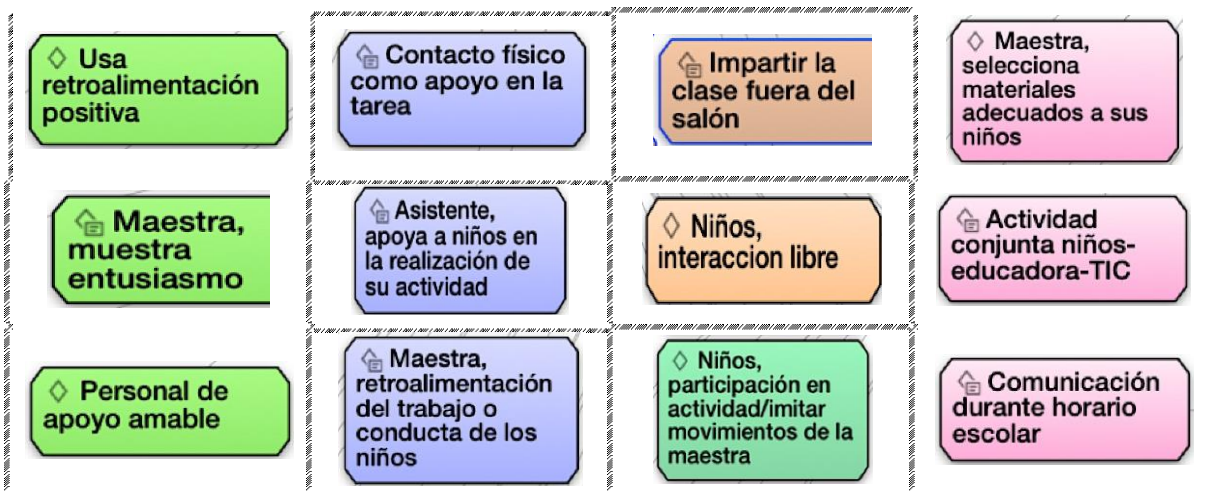 Usa
retroalimentación
positiva
Contacto físico
como apoyo en la
tarea
Impartir la
clase fuera del
salón
Maestra,
selecciona
materiales
adecuados a sus
niños
Maestra,
muestra
entusiasmo
Asistente,
apoya a niños en
la realización de
su actividad
Niños,
interaccion libre
Actividad
conjunta niños-
educadora-TIC
Personal de
apoyo amable
Maestra,
retroalimentación
del trabajo o
conducta de los
niños
Niños,
participación en
actividad/imitar
movimientos de la
maestra
Comunicación
durante horario
escolar